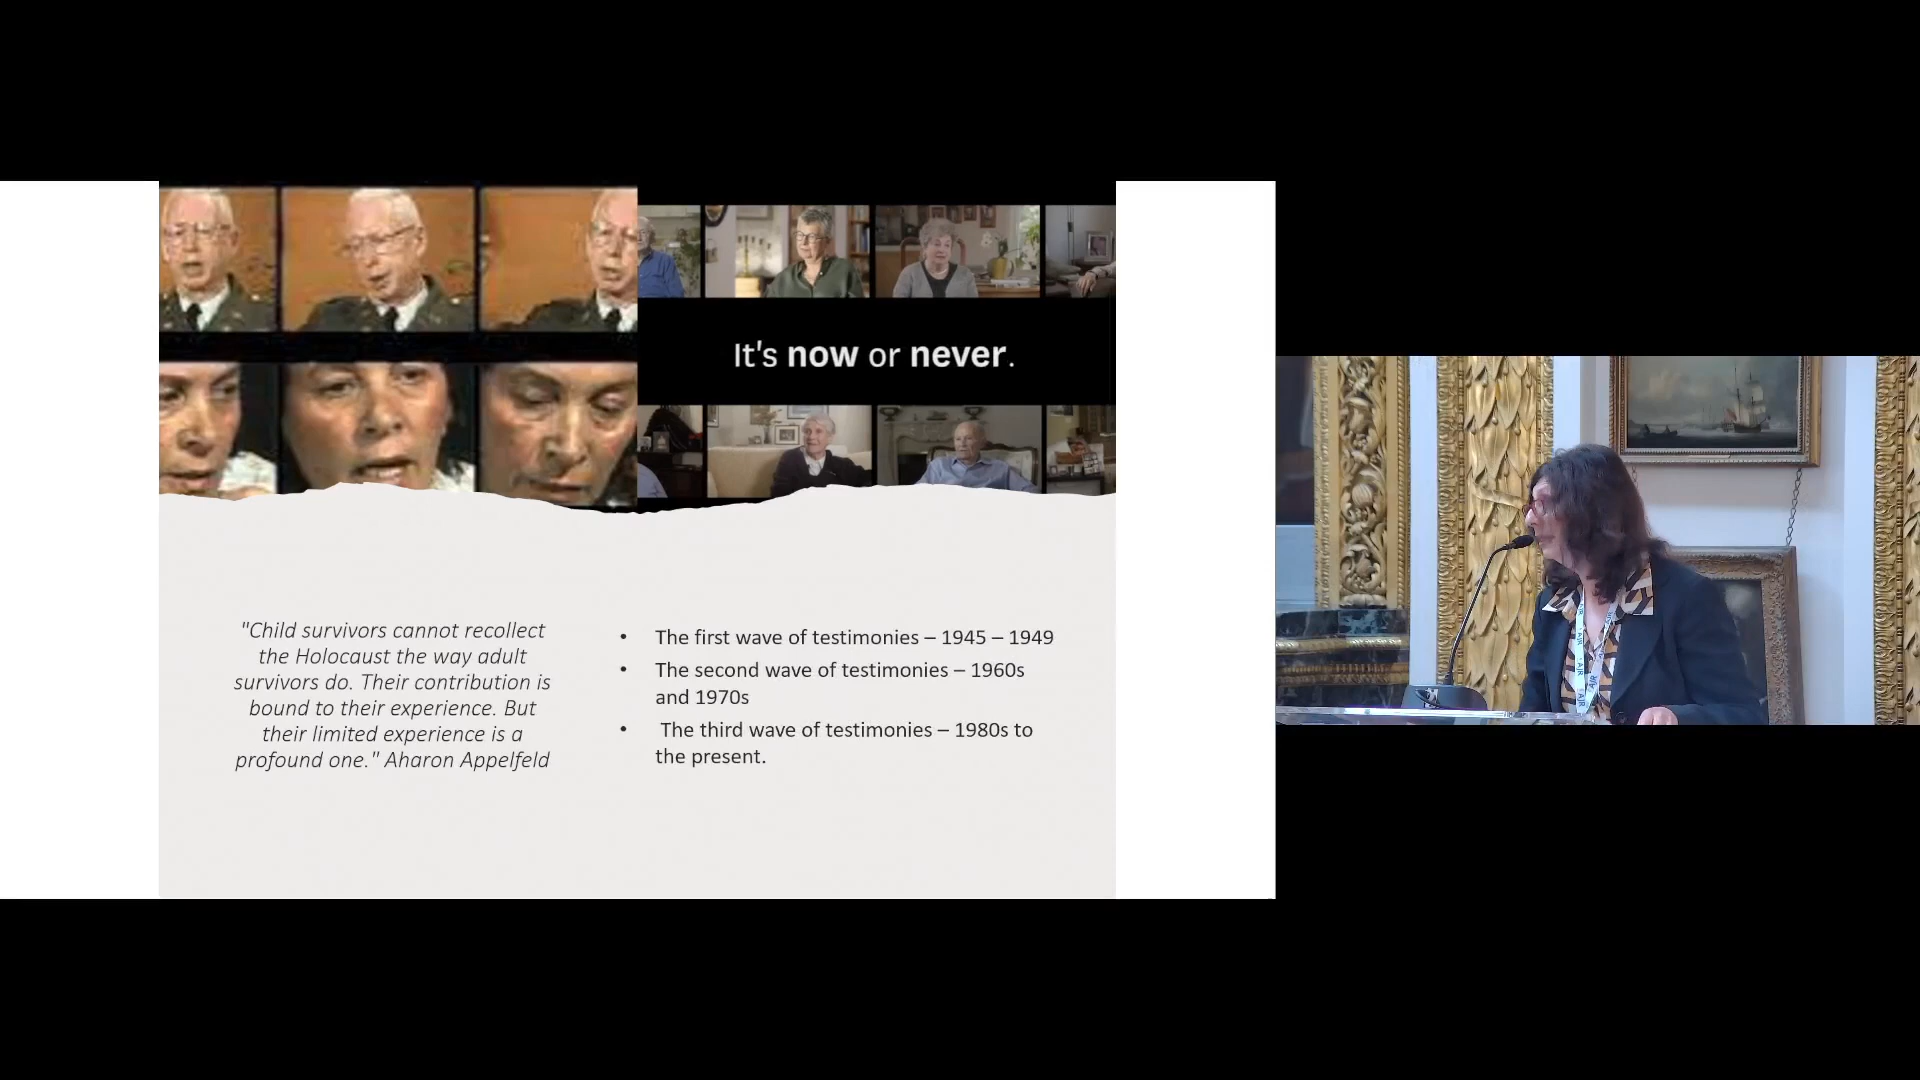 It's now or never.
"Child survivors cannot recollect
the Holocaust the way adult
survivors do. Their contribution is
bound to their experience. But
their limited experience is a
profound one." Aharon Appelfeld
• The first wave of testimonies – 1945 – 1949
• The second wave of testimonies – 1960s
and 1970s
• The third wave of testimonies – 1980s to
the present.